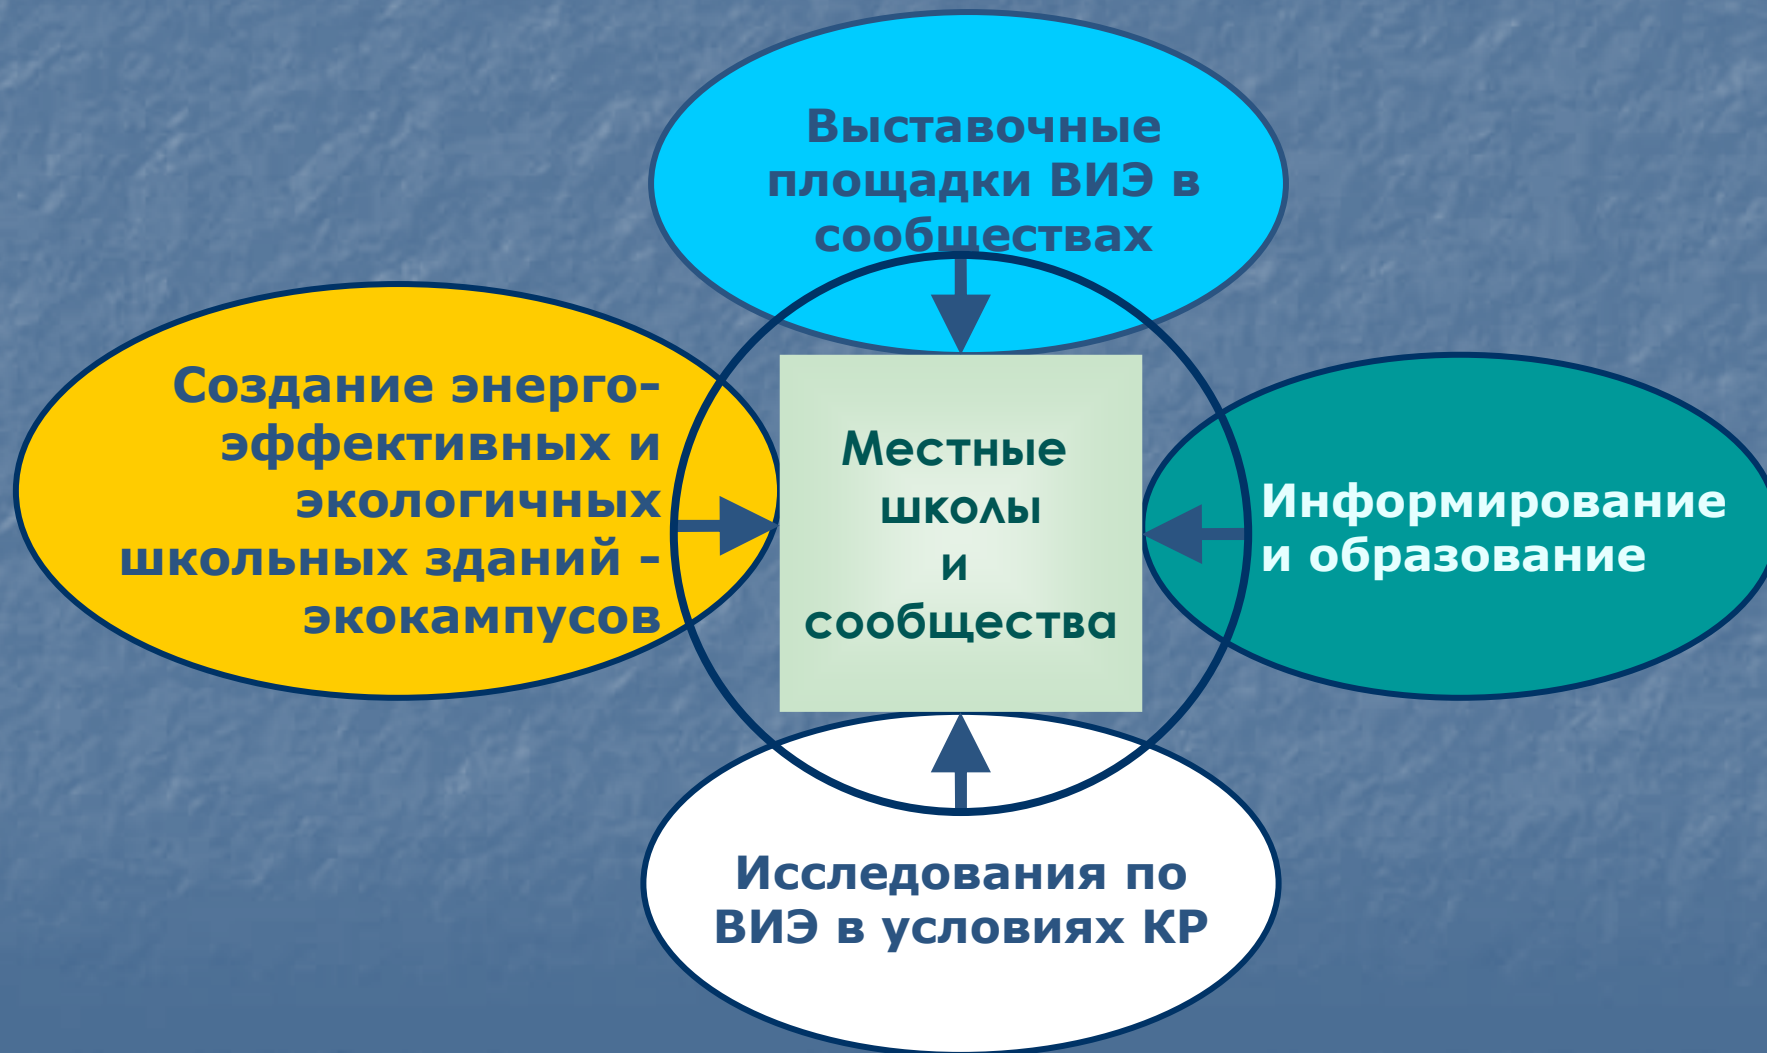 Выставочные
площадки ВИЭ в
сообществах
Создание энерго-
эффективных и
экологичных
школьных зданий -
экокампусов
Местные
школы
и
сообщества
Информирование
и образование
Исследования по
ВИЭ в условиях КР